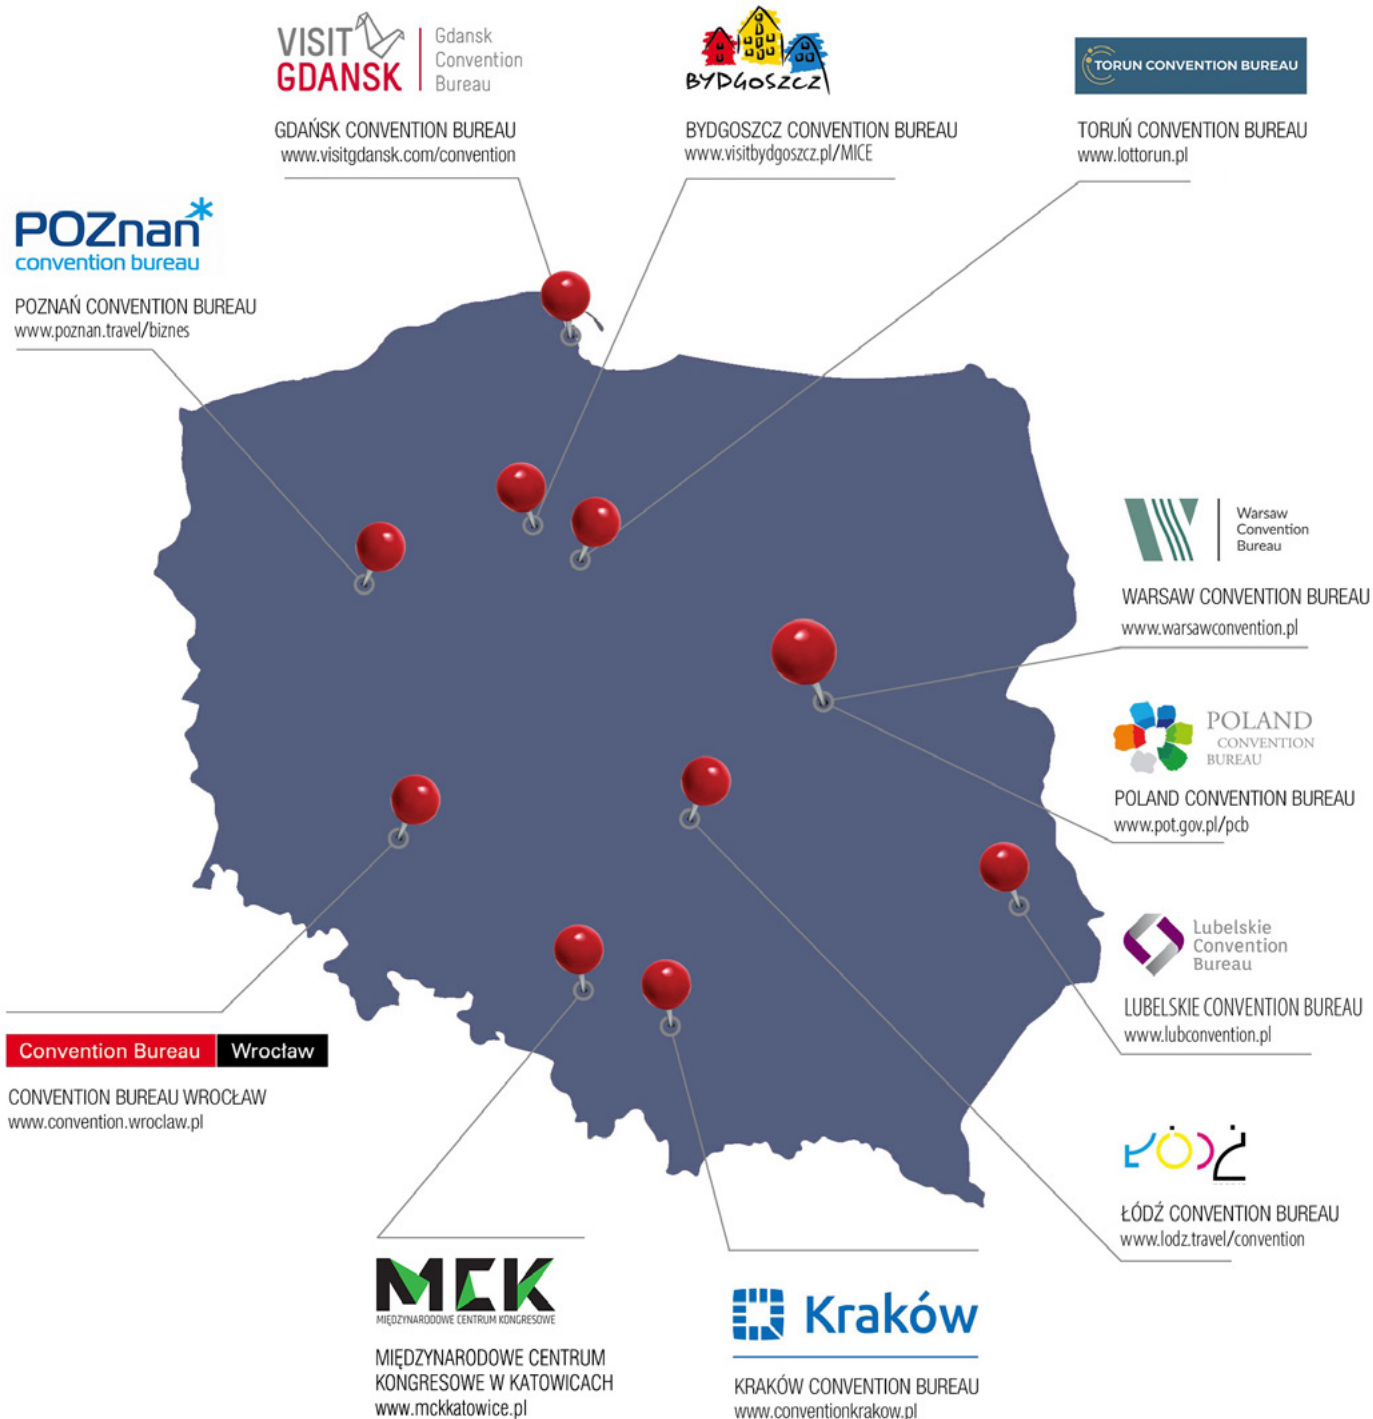 VISIT
GDANSK
Gdansk
Convention
Bureau
GDAŃSK CONVENTION BUREAU
www.visitgdansk.com/convention
BYDGOSZCZ
BYDGOSZCZ CONVENTION BUREAU
www.visitbydgoszcz.pl/MICE
TORUN CONVENTION BUREAU
TORUŃ CONVENTION BUREAU
www.lottorun.pl
POZnan*
convention bureau
POZNAŃ CONVENTION BUREAU
www.poznan.travel/biznes
Warsaw
Convention
Bureau
WARSAW CONVENTION BUREAU
www.warsawconvention.pl
POLAND
CONVENTION
BUREAU
POLAND CONVENTION BUREAU
www.pot.gov.pl/pcb
Lubelskie
Convention
Bureau
LUBELSKIE CONVENTION BUREAU
www.lubconvention.pl
Convention Bureau Wrocław
CONVENTION BUREAU WROCŁAW
www.convention.wroclaw.pl
ŁÓDŹ
ŁÓDŹ CONVENTION BUREAU
www.lodz.travel/convention
MCK
MIĘDZYNARODOWE CENTRUM KONGRESOWE
MIĘDZYNARODOWE CENTRUM
KONGRESOWE W KATOWICACH
www.mckkatowice.pl
Kraków
KRAKÓW CONVENTION BUREAU
www.conventionkrakow.pl